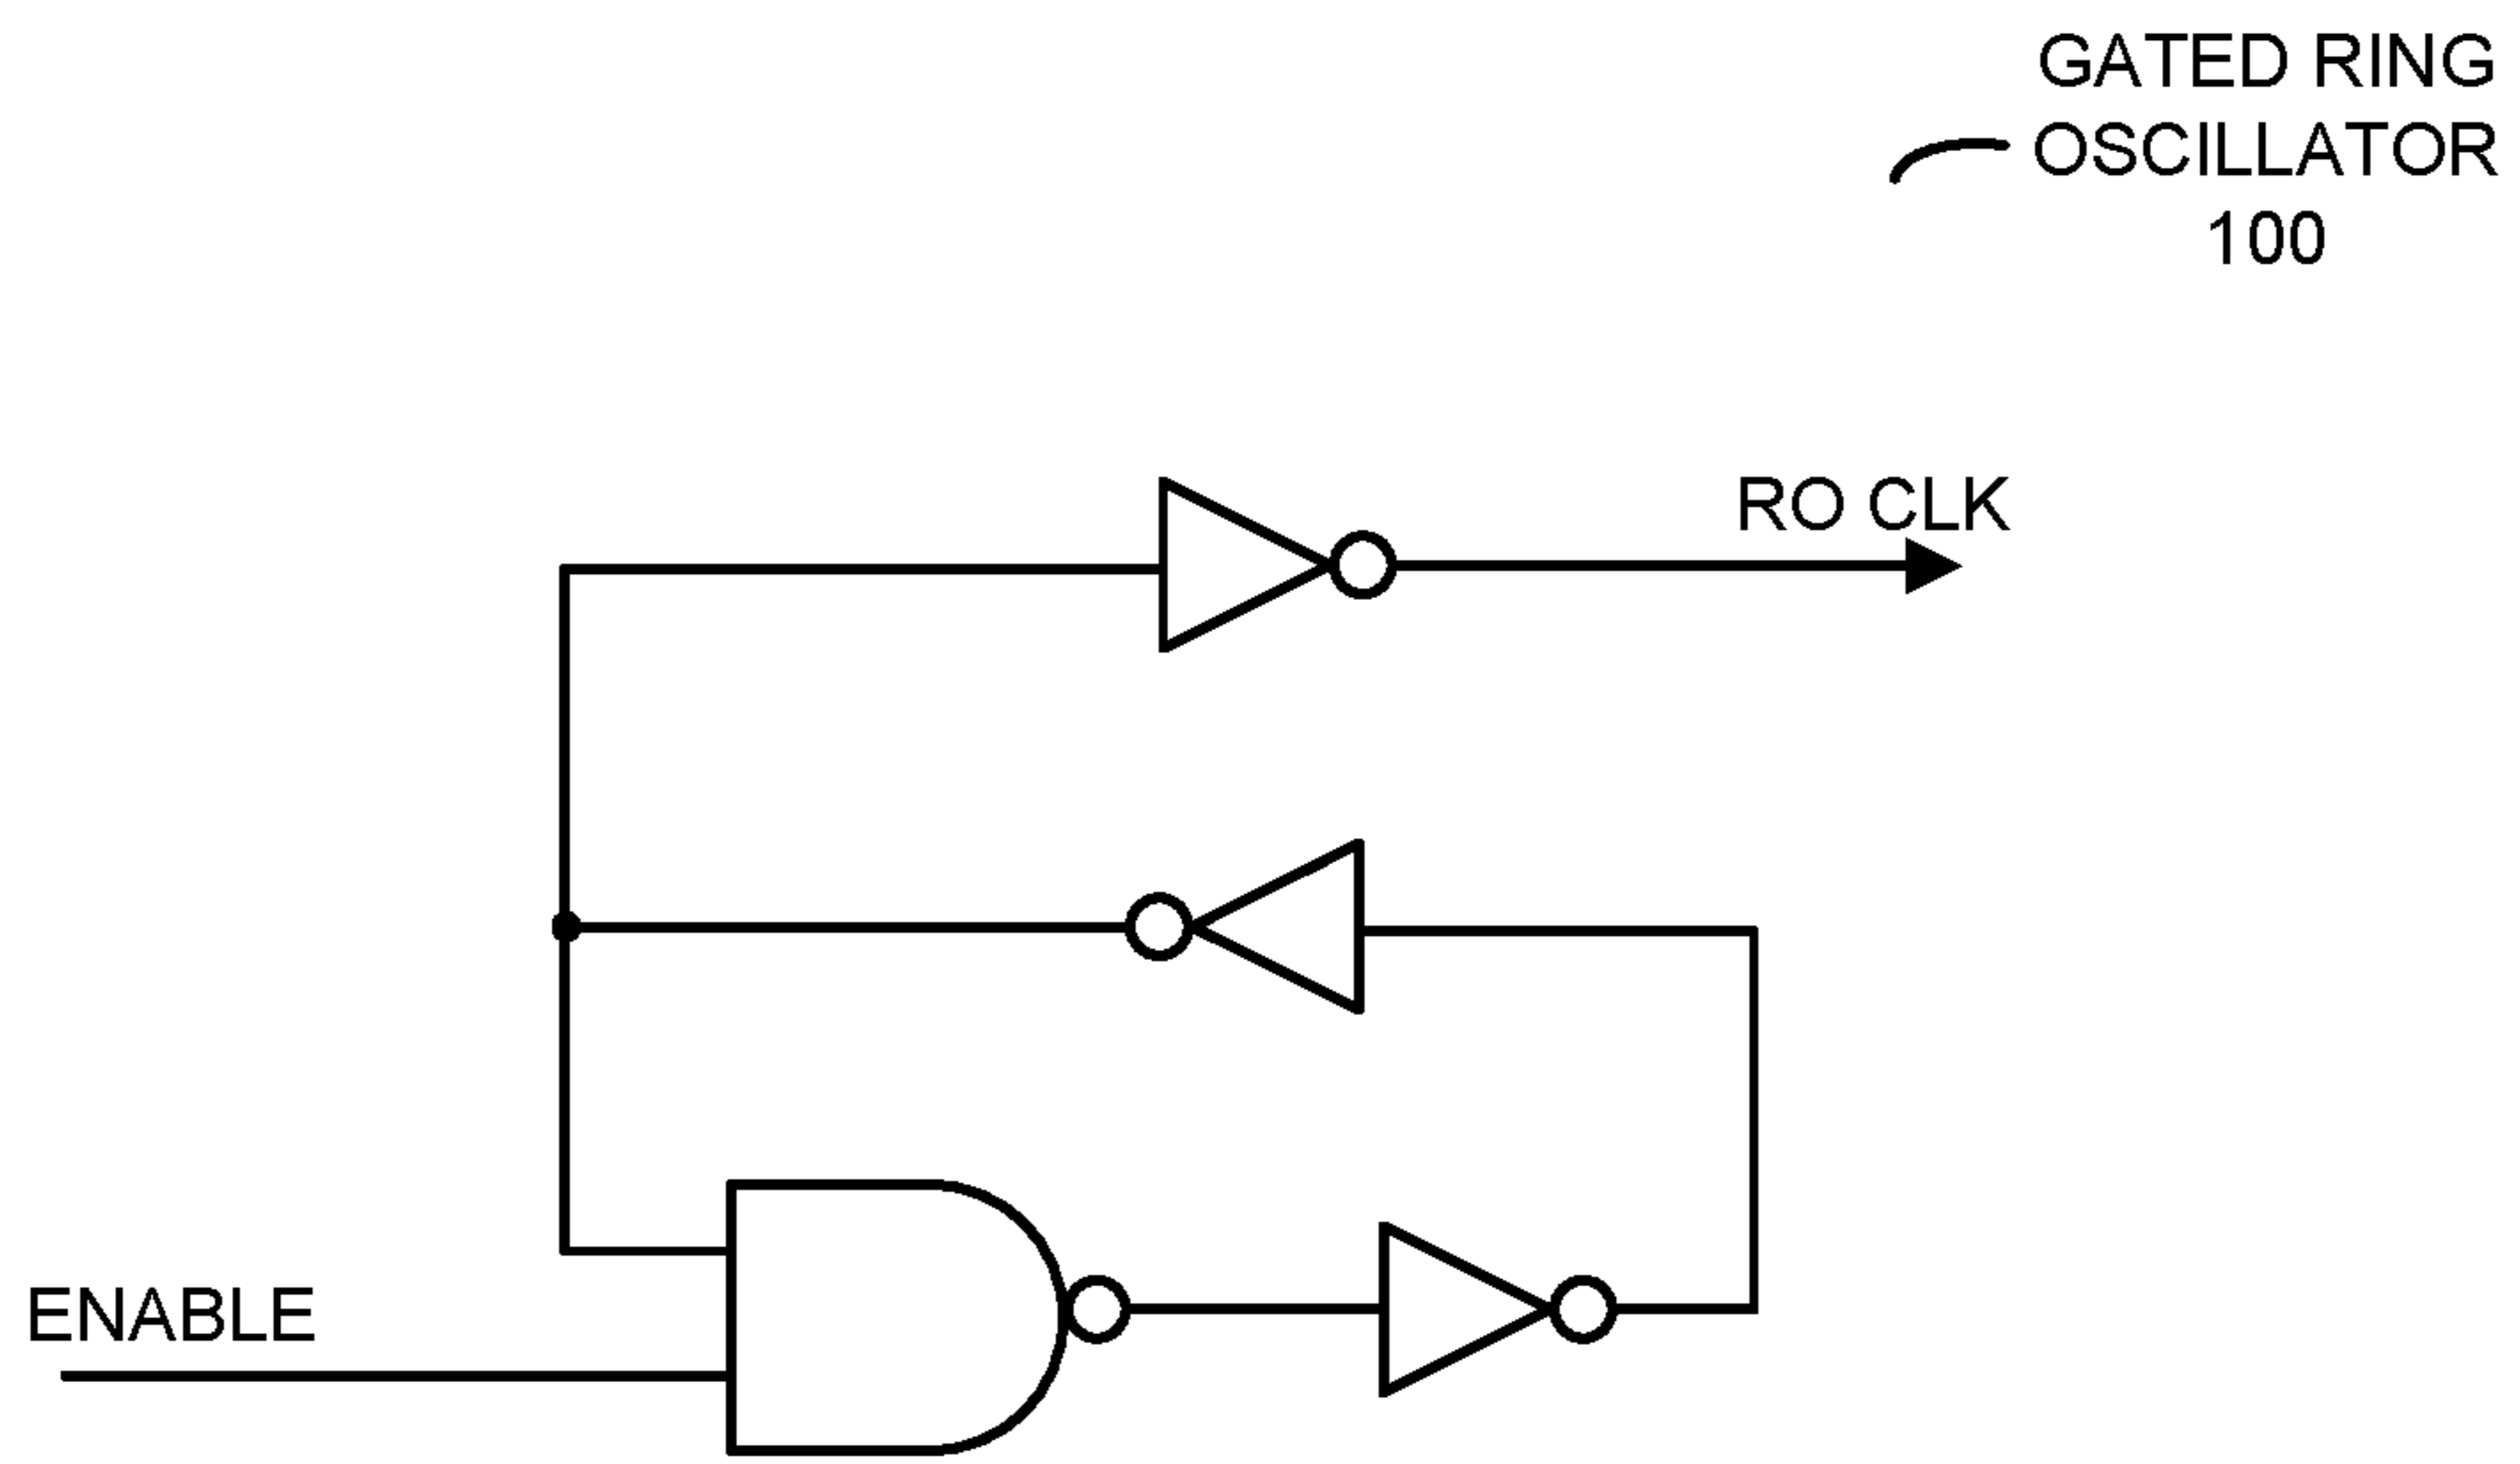 GATED RING
OSCILLATOR
100
RO CLK
ENABLE